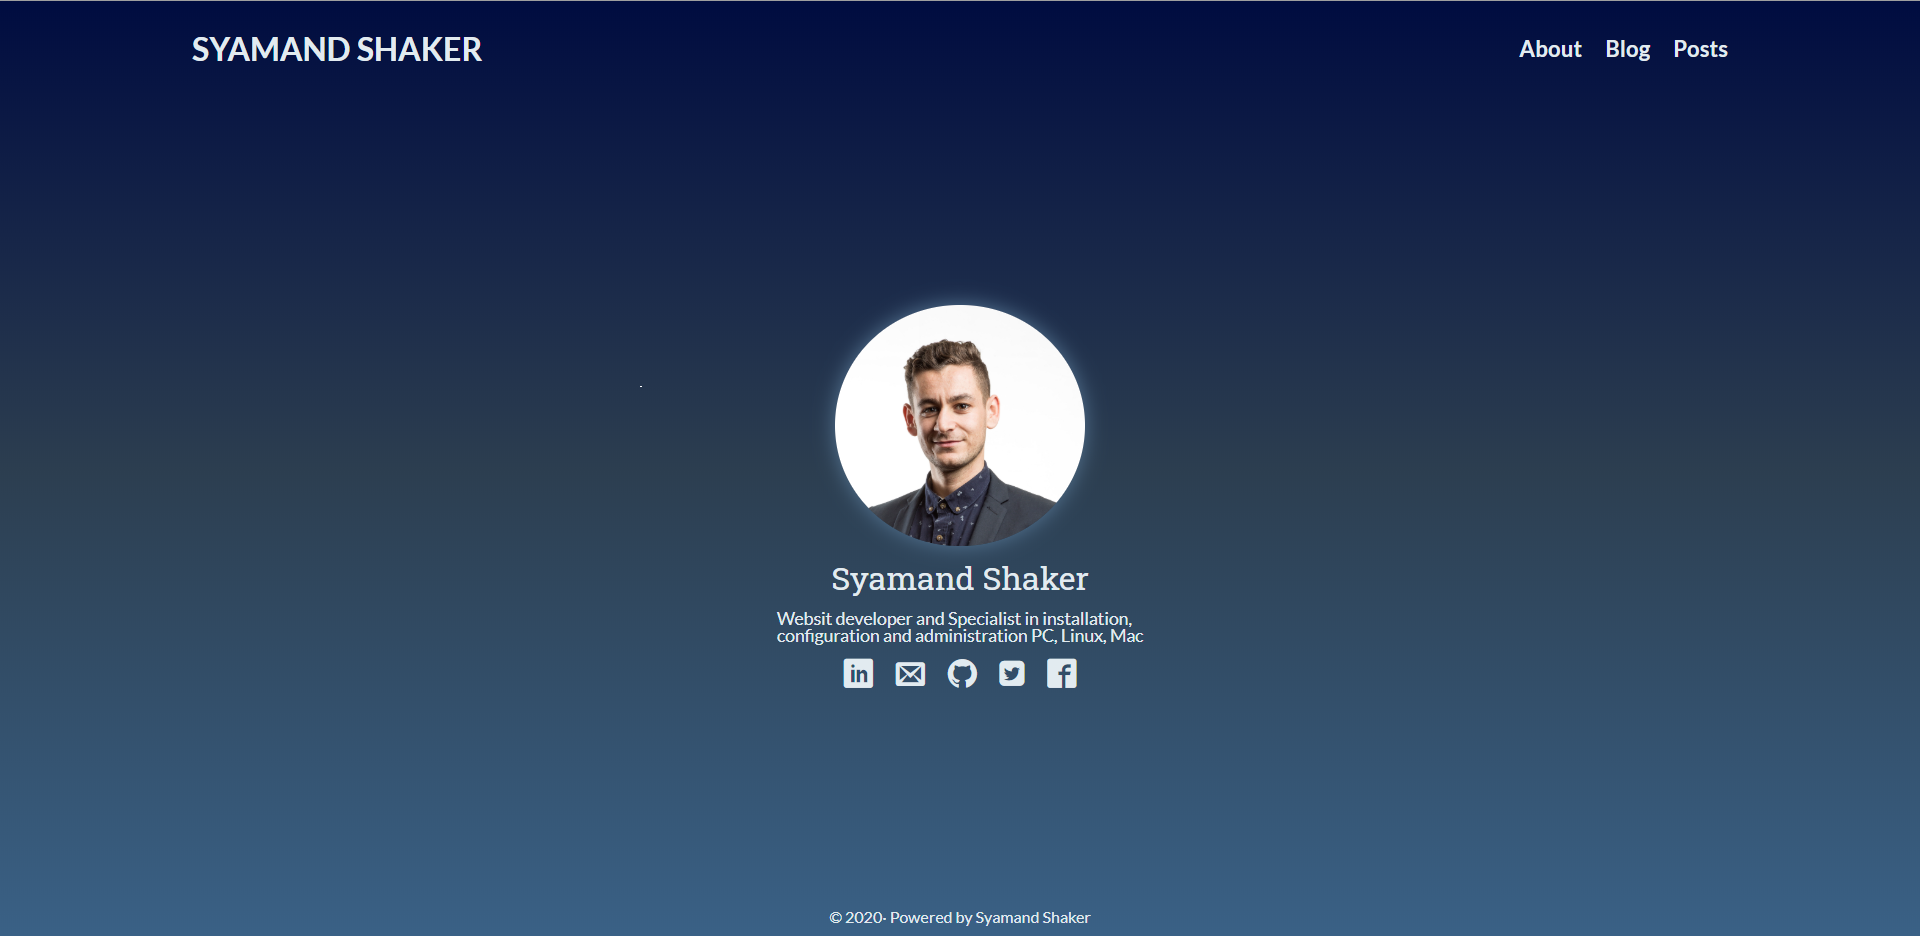 SYAMAND SHAKER
About Blog Posts
Syamand Shaker
Websit developer and Specialist in installation,
configuration and administration PC, Linux, Mac
© 2020· Powered by Syamand Shaker